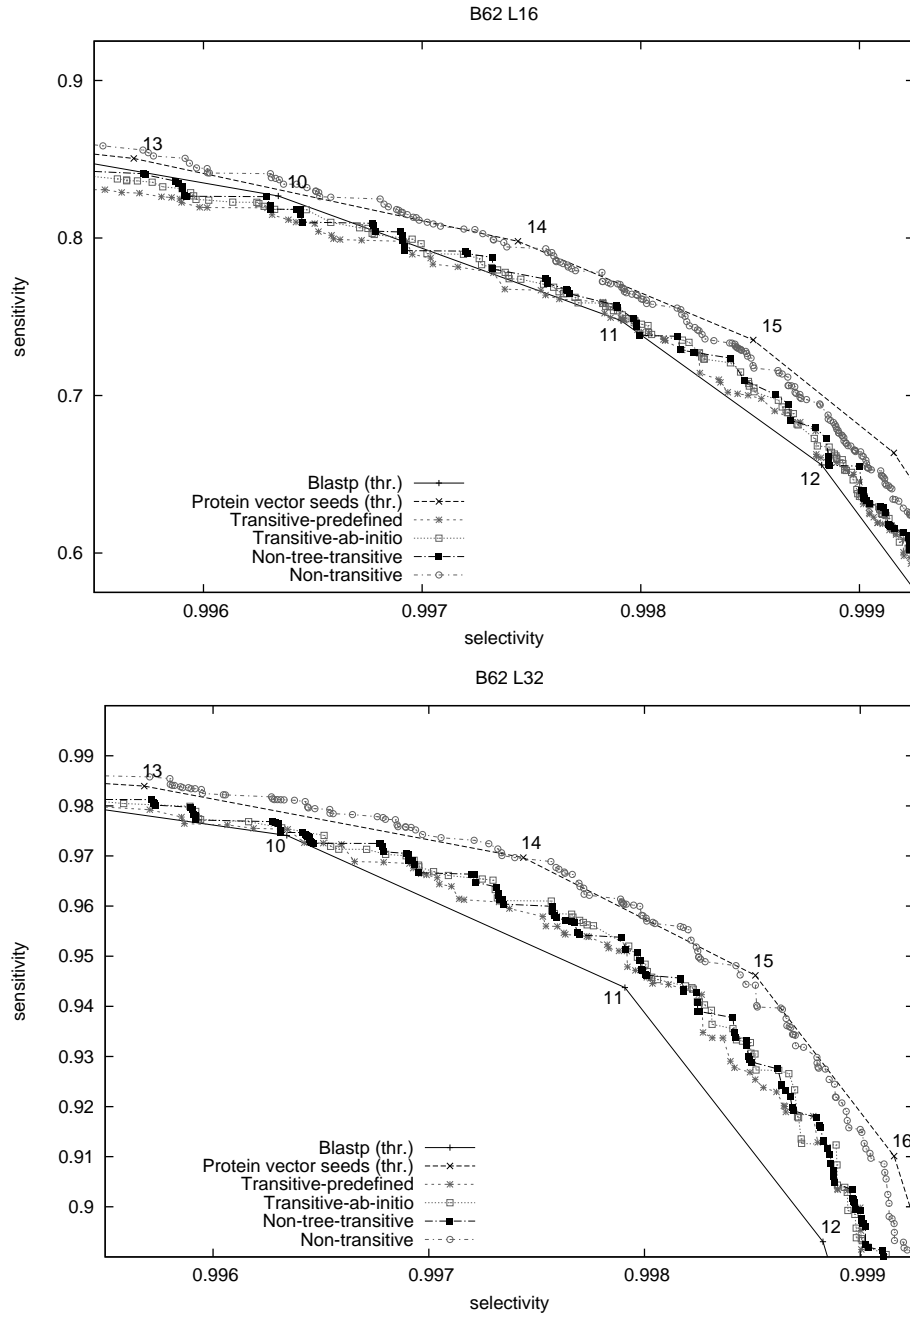 B62 L16
0.9
0.8
0.7
0.6
sensitivity
13
10
14
11
15
12
Blastp (thr.)
Protein vector seeds (thr.)
Transitive-predefined
Transitive-ab-initio
Non-tree-transitive
Non-transitive
0.996 0.997 0.998 0.999
selectivity
B62 L32
0.99
0.98
0.97
0.96
0.95
0.94
0.93
0.92
0.91
0.9
sensitivity
13
10
14
15
11
16
12
Blastp (thr.)
Protein vector seeds (thr.)
Transitive-predefined
Transitive-ab-initio
Non-tree-transitive
Non-transitive
0.996 0.997 0.998 0.999
selectivity